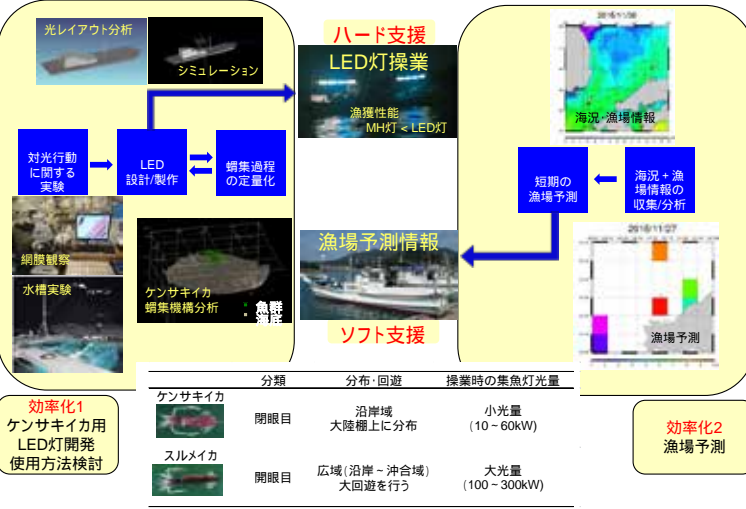 光レイアウト分析
シミュレーション
対光行動
に関する
実験
LED
設計/製作
蝟集過程
の定量化
網膜観察
水槽実験
ケンサキイカ
蝟集機構分析
魚群
海底
ハード支援
LED灯操業
漁獲性能
MH灯 < LED灯
漁場予測情報
ソフト支援
2016/11/30
海況・漁場情報
短期の
漁場予測
海況 + 漁
場情報の
収集/分析
2016/11/27
漁場予測
効率化1
ケンサキイカ用
LED灯開発
使用方法検討
分類 分布・回遊 操業時の集魚灯光量
ケンサキイカ
閉眼目
沿岸域
大陸棚上に分布
小光量
(10～60kW)
スルメイカ
開眼目
広域(沿岸～沖合域)
大回遊を行う
大光量
(100～300kW)
効率化2
漁場予測